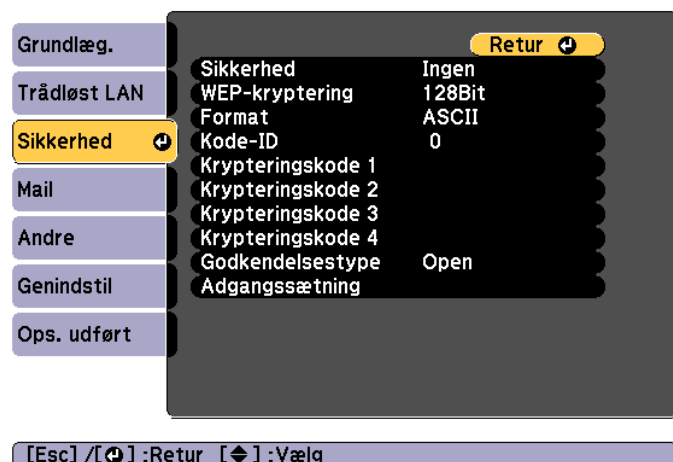 Grundlæg.
Trådløst LAN
Sikkerhed
Mail
Andre
Genindstil
Ops. udført
Retur
Sikkerhed Ingen
WEP-kryptering 128Bit
Format ASCII
Kode-ID 0
Krypteringskode 1
Krypteringskode 2
Krypteringskode 3
Krypteringskode 4
Godkendelsestype Open
Adgangssætning
[Esc] /[⏎] :Retur [◆] :Vælg